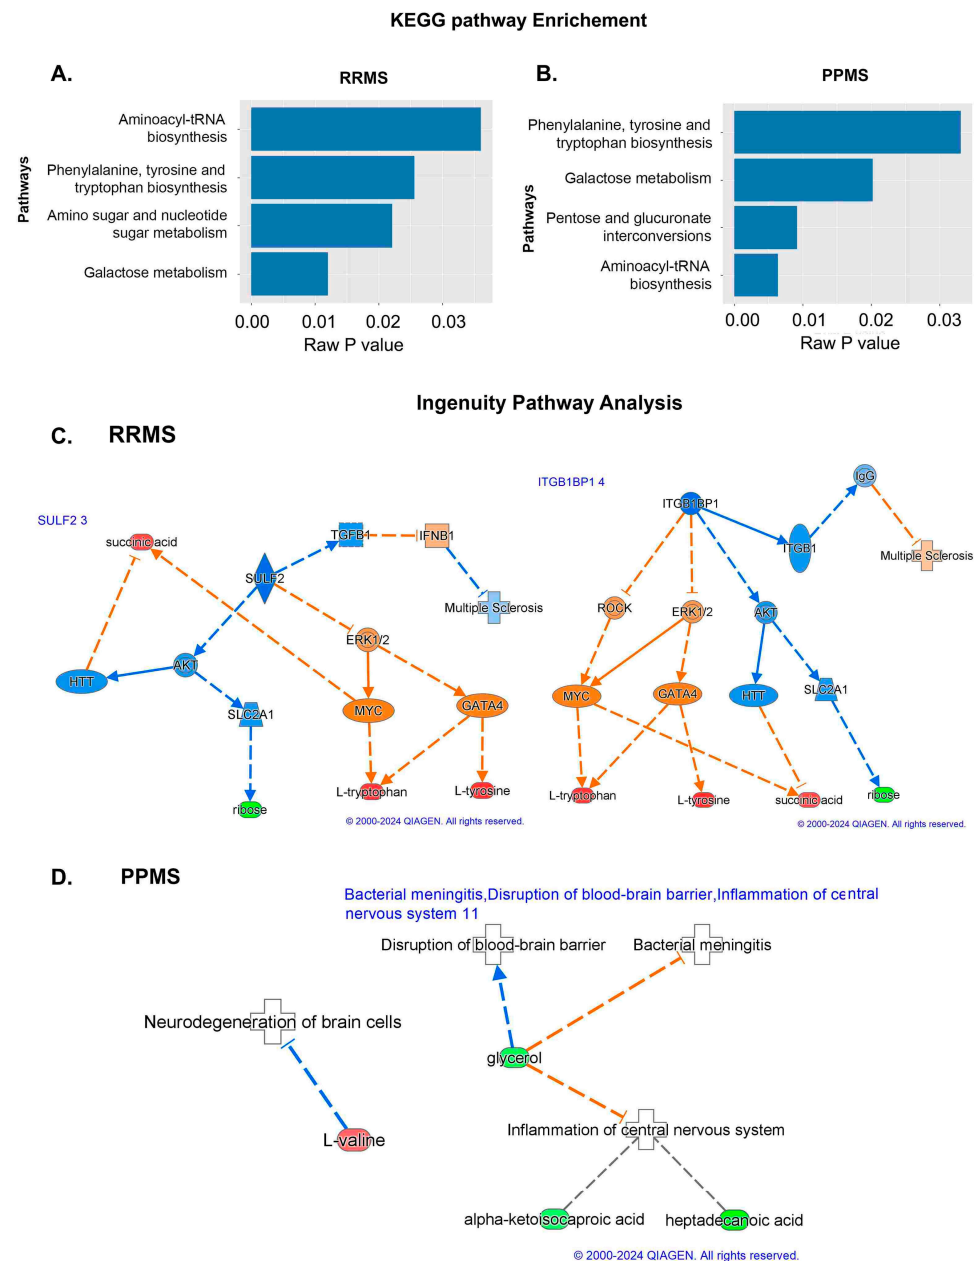 KEGG pathway Enrichement
A.
RRMS
Pathways
Aminoacyl-tRNA
biosynthesis
Phenylalanine, tyrosine and
tryptophan biosynthesis
Amino sugar and nucleotide
sugar metabolism
Galactose metabolism
0.00 0.01 0.02 0.03
Raw P value
B.
PPMS
Pathways
Phenylalanine, tyrosine and
tryptophan biosynthesis
Galactose metabolism
Pentose and glucuronate
interconversions
Aminoacyl-tRNA
biosynthesis
0.00 0.01 0.02 0.03
Raw P value
Ingenuity Pathway Analysis
C. RRMS
SULF2 3
succinic acid
TGFB1
IFNB1
SULF2
Multiple Sclerosis
ERK1/2
AKT
HTT
SLC2A1
MYC
GATA4
L-tryptophan
L-tyrosine
ribose
© 2000-2024 QIAGEN. All rights reserved.
ITGB1BP1 4
IgG
ITGB1BP1
ITGB1
Multiple Sclerosis
ROCK
ERK1/2
AKT
MYC
GATA4
HTT
SLC2A1
L-tryptophan
L-tyrosine
succinic acid
ribose
© 2000-2024 QIAGEN. All rights reserved.
D. PPMS
Bacterial meningitis,Disruption of blood-brain barrier,Inflammation of central
nervous system 11
Disruption of blood-brain barrier
Bacterial meningitis
Neurodegeneration of brain cells
glycerol
L-valine
Inflammation of central nervous system
alpha-ketoisocaproic acid
heptadecanoic acid
© 2000-2024 QIAGEN. All rights reserved.